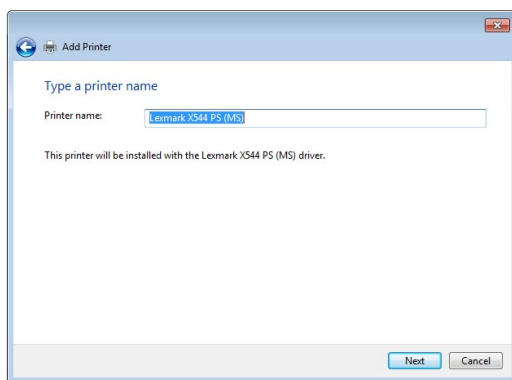 Add Printer
Type a printer name
Printer name: Lexmark X544 PS (MS)
This printer will be installed with the Lexmark X544 PS (MS) driver.
Next Cancel